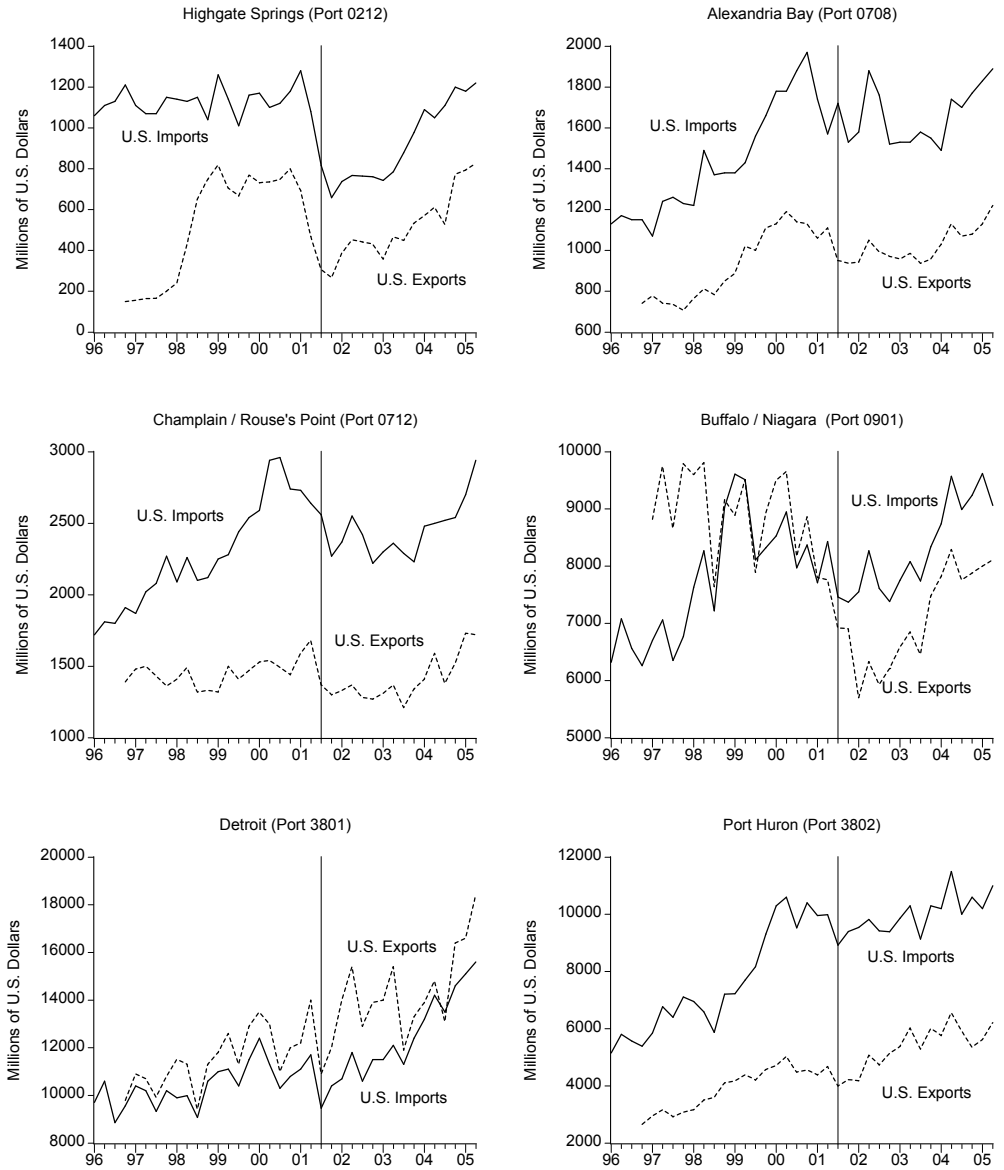 Highgate Springs (Port 0212)
Millions of U.S. Dollars
1400
1200
1000
800
600
400
200
0
U.S. Imports
U.S. Exports
96 97 98 99 00 01 02 03 04 05
Alexandria Bay (Port 0708)
Millions of U.S. Dollars
2000
1800
1600
1400
1200
1000
800
600
U.S. Imports
U.S. Exports
96 97 98 99 00 01 02 03 04 05
Champlain / Rouse's Point (Port 0712)
Millions of U.S. Dollars
3000
2500
2000
1500
1000
U.S. Imports
U.S. Exports
96 97 98 99 00 01 02 03 04 05
Buffalo / Niagara (Port 0901)
Millions of U.S. Dollars
10000
9000
8000
7000
6000
5000
U.S. Imports
U.S. Exports
96 97 98 99 00 01 02 03 04 05
Detroit (Port 3801)
Millions of U.S. Dollars
20000
18000
16000
14000
12000
10000
8000
U.S. Exports
U.S. Imports
96 97 98 99 00 01 02 03 04 05
Port Huron (Port 3802)
Millions of U.S. Dollars
12000
10000
8000
6000
4000
2000
U.S. Imports
U.S. Exports
96 97 98 99 00 01 02 03 04 05